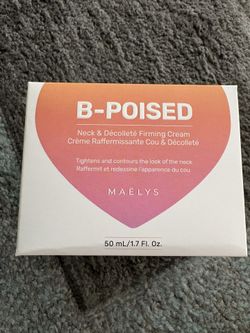 B-POISED
Neck & Décolleté Firming Cream
Crème Raffermissante Cou & Décolleté
Tightens and contours the look of the neck
Raffermit et redessine l'apparence du cou
MAËLYS
50 mL/1.7 Fl. Oz.